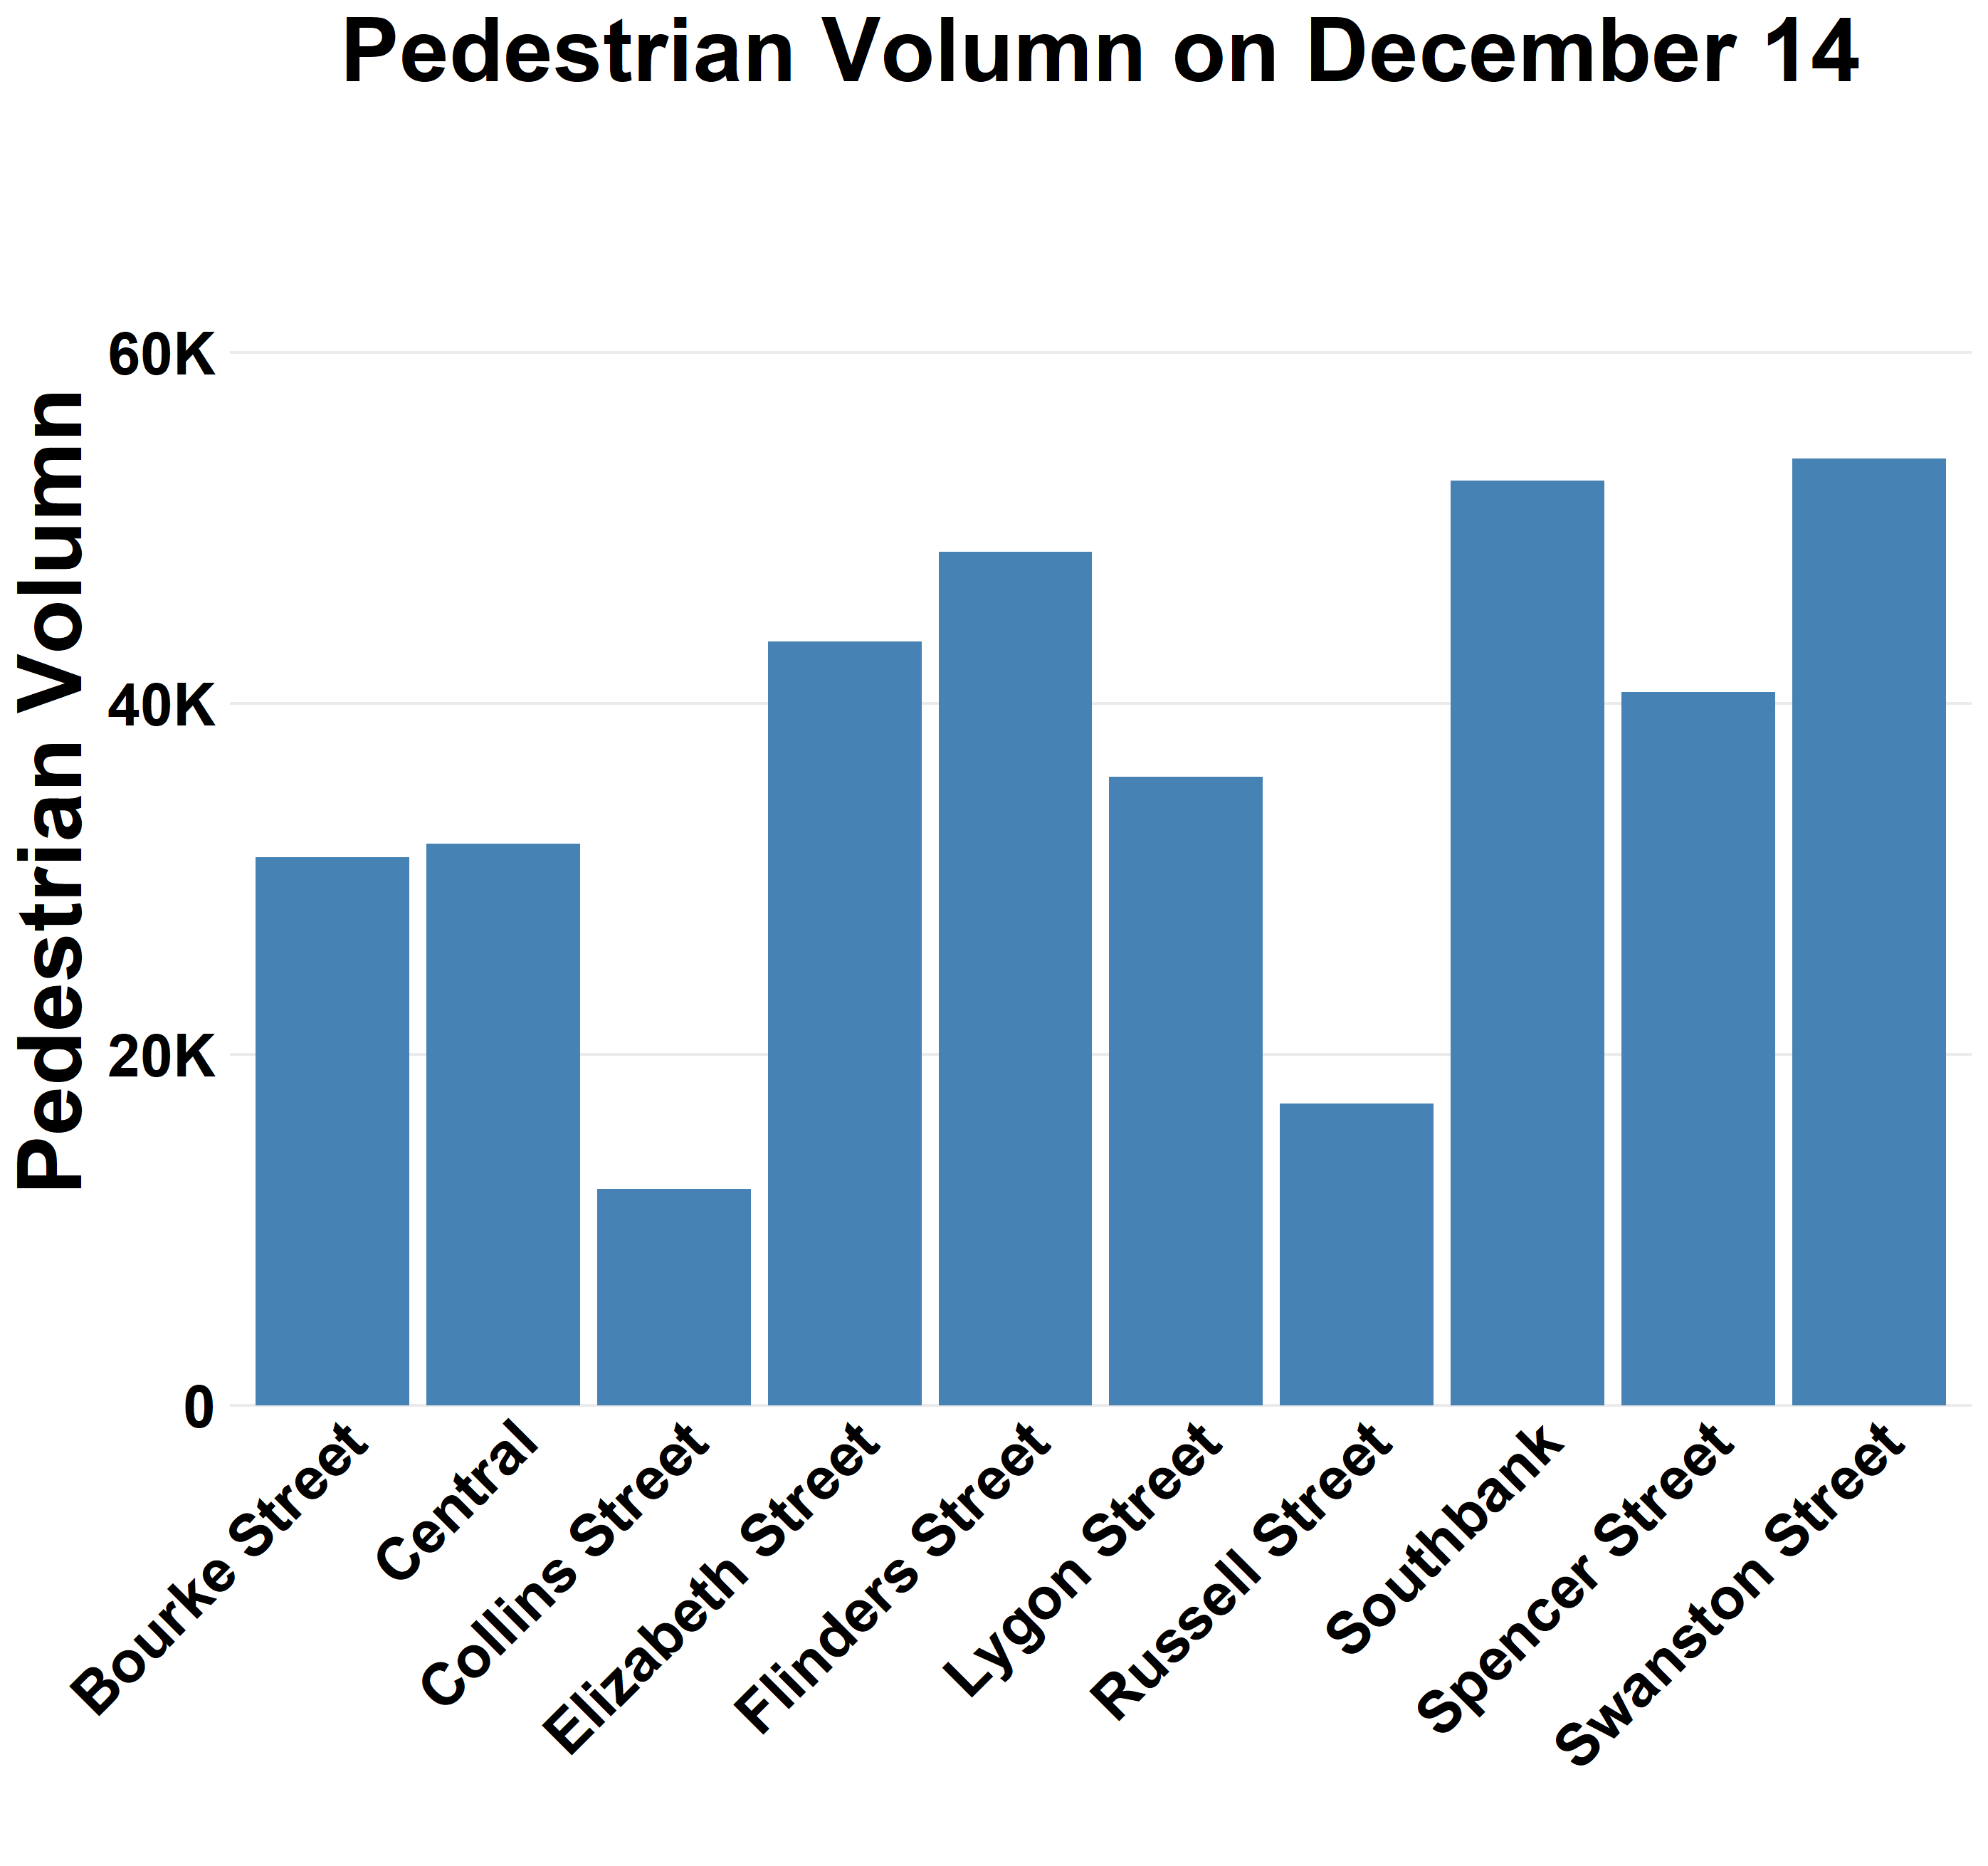 Pedestrian Volumn on December 14
Pedestrian Volumn
60K
40K
20K
0
Bourke Street
Central
Collins Street
Elizabeth Street
Flinders Street
Lygon Street
Russell Street
Southbank
Spencer Street
Swanston Street